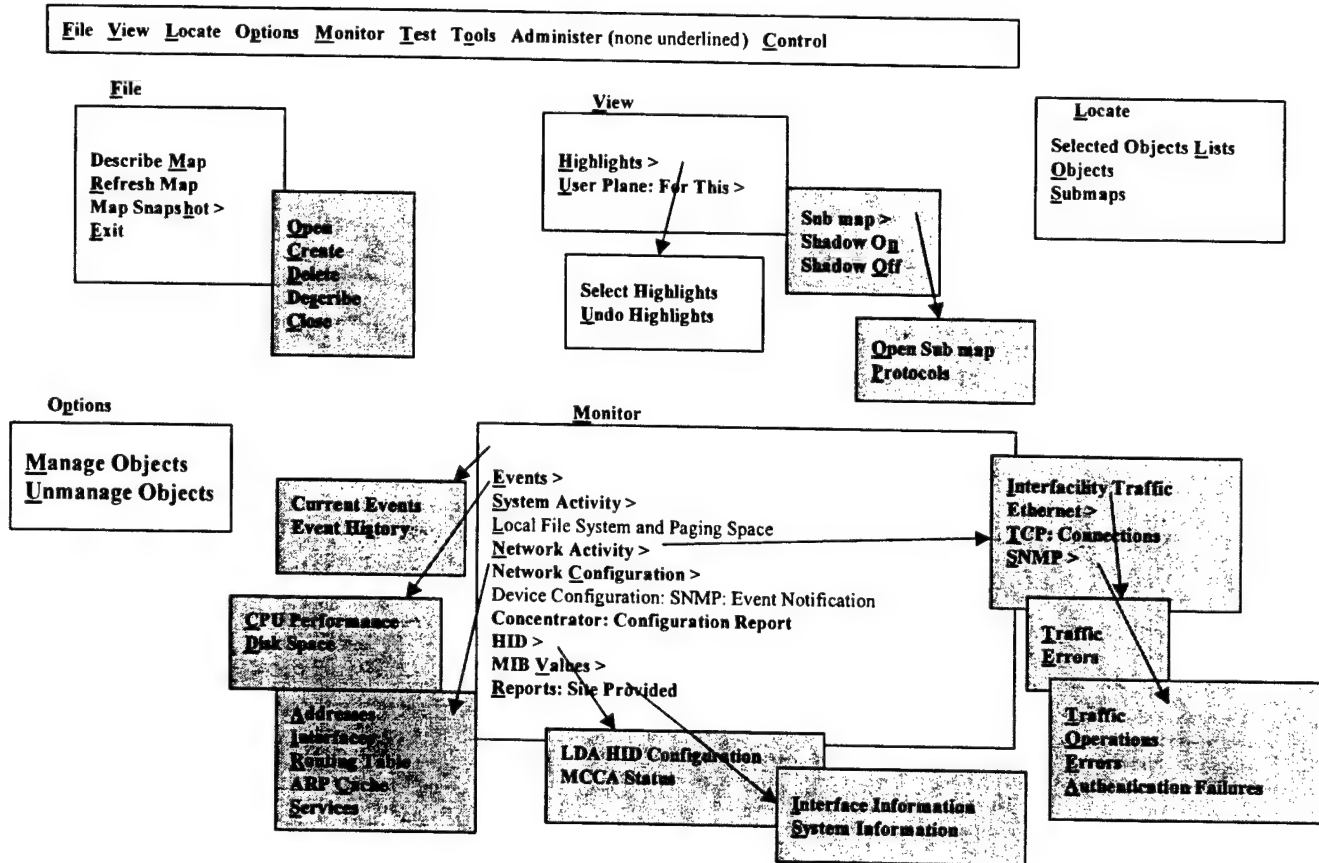 File View Locate Options Monitor Test Tools Administer (none underlined) Control
File
Describe Map
Refresh Map
Map Snapshot >
Exit
Open
Create
Delete
Describe
Close
View
Highlights >
User Plane: For This >
Select Highlights
Undo Highlights
Sub map >
Shadow On
Shadow Off
Open Sub map
Protocols
Locate
Selected Objects Lists
Objects
Submaps
Options
Manage Objects
Unmanage Objects
Monitor
Events >
System Activity >
Local File System and Paging Space
Network Activity >
Network Configuration >
Device Configuration: SNMP: Event Notification
Concentrator: Configuration Report
HID >
MIB Values >
Reports: Site Provided
Current Events
Event History
CPU Performance
Disk Space
Addresses
Interfaces
Routing Table
ARP Cache
Services
LDA HID Configuration
MCCA Status
Interface Information
System Information
Interfacility Traffic
Ethernet >
TCP: Connections
SNMP >
Traffic
Errors
Traffic
Operations
Errors
Authentication Failures